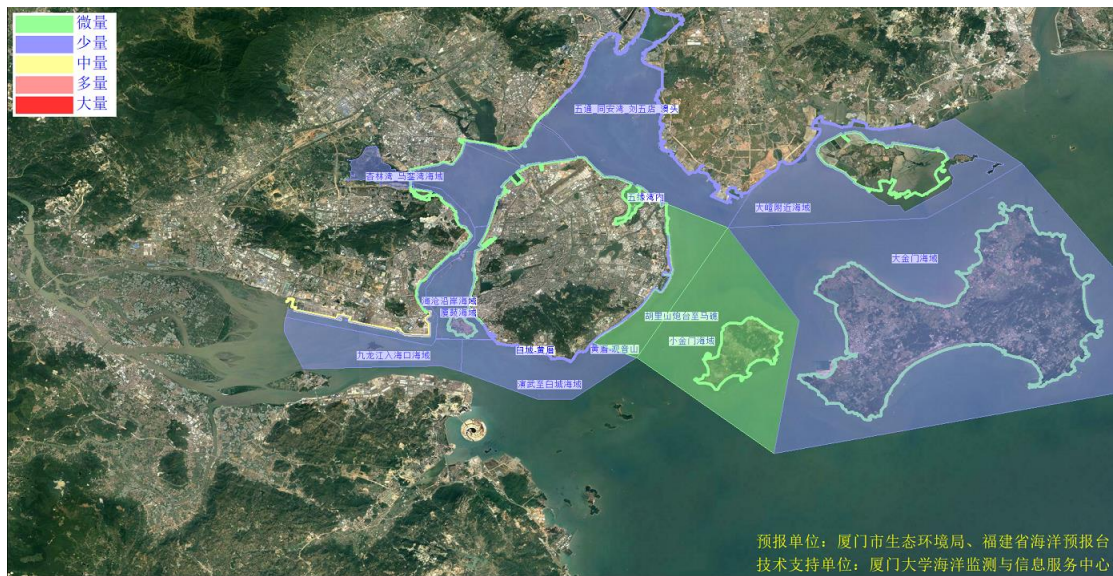 微量
少量
中量
多量
大量
五通-同安湾-刘五店-澳头
杏林湾-马銮湾海域
五缘湾内
大嶝附近海域
大金门海域
海沧沿岸海域
厦鼓海域
胡里山炮台至马銮
小金门海域
九龙江入海口海域
白城-黄厝
黄厝-观音山
演武至白城海域
预报单位：厦门市生态环境局、福建省海洋预报台
技术支持单位：厦门大学海洋监测与信息服务中心